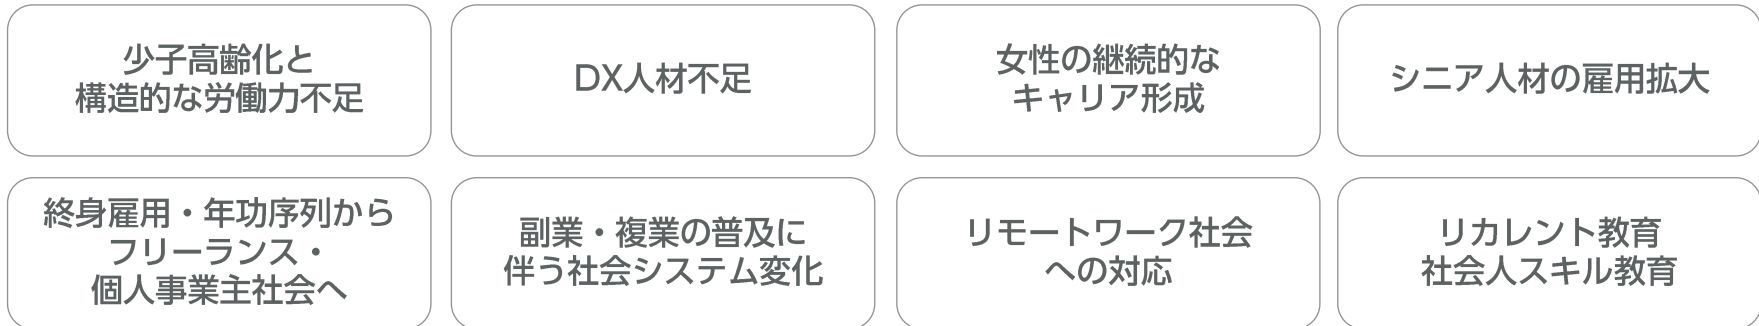 少子高齢化と
構造的な労働力不足
DX人材不足
女性の継続的な
キャリア形成
シニア人材の雇用拡大
終身雇用・年功序列から
フリーランス・
個人事業主社会へ
副業・複業の普及に
伴う社会システム変化
リモートワーク社会
への対応
リカレント教育
社会人スキル教育